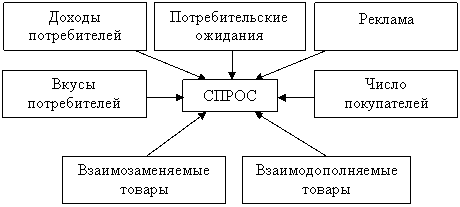 Доходы
потребителей
Потребительские
ожидания
Реклама
Вкусы
потребителей
СПРОС
Число
покупателей
Взаимозаменяемые
товары
Взаимодополняемые
товары